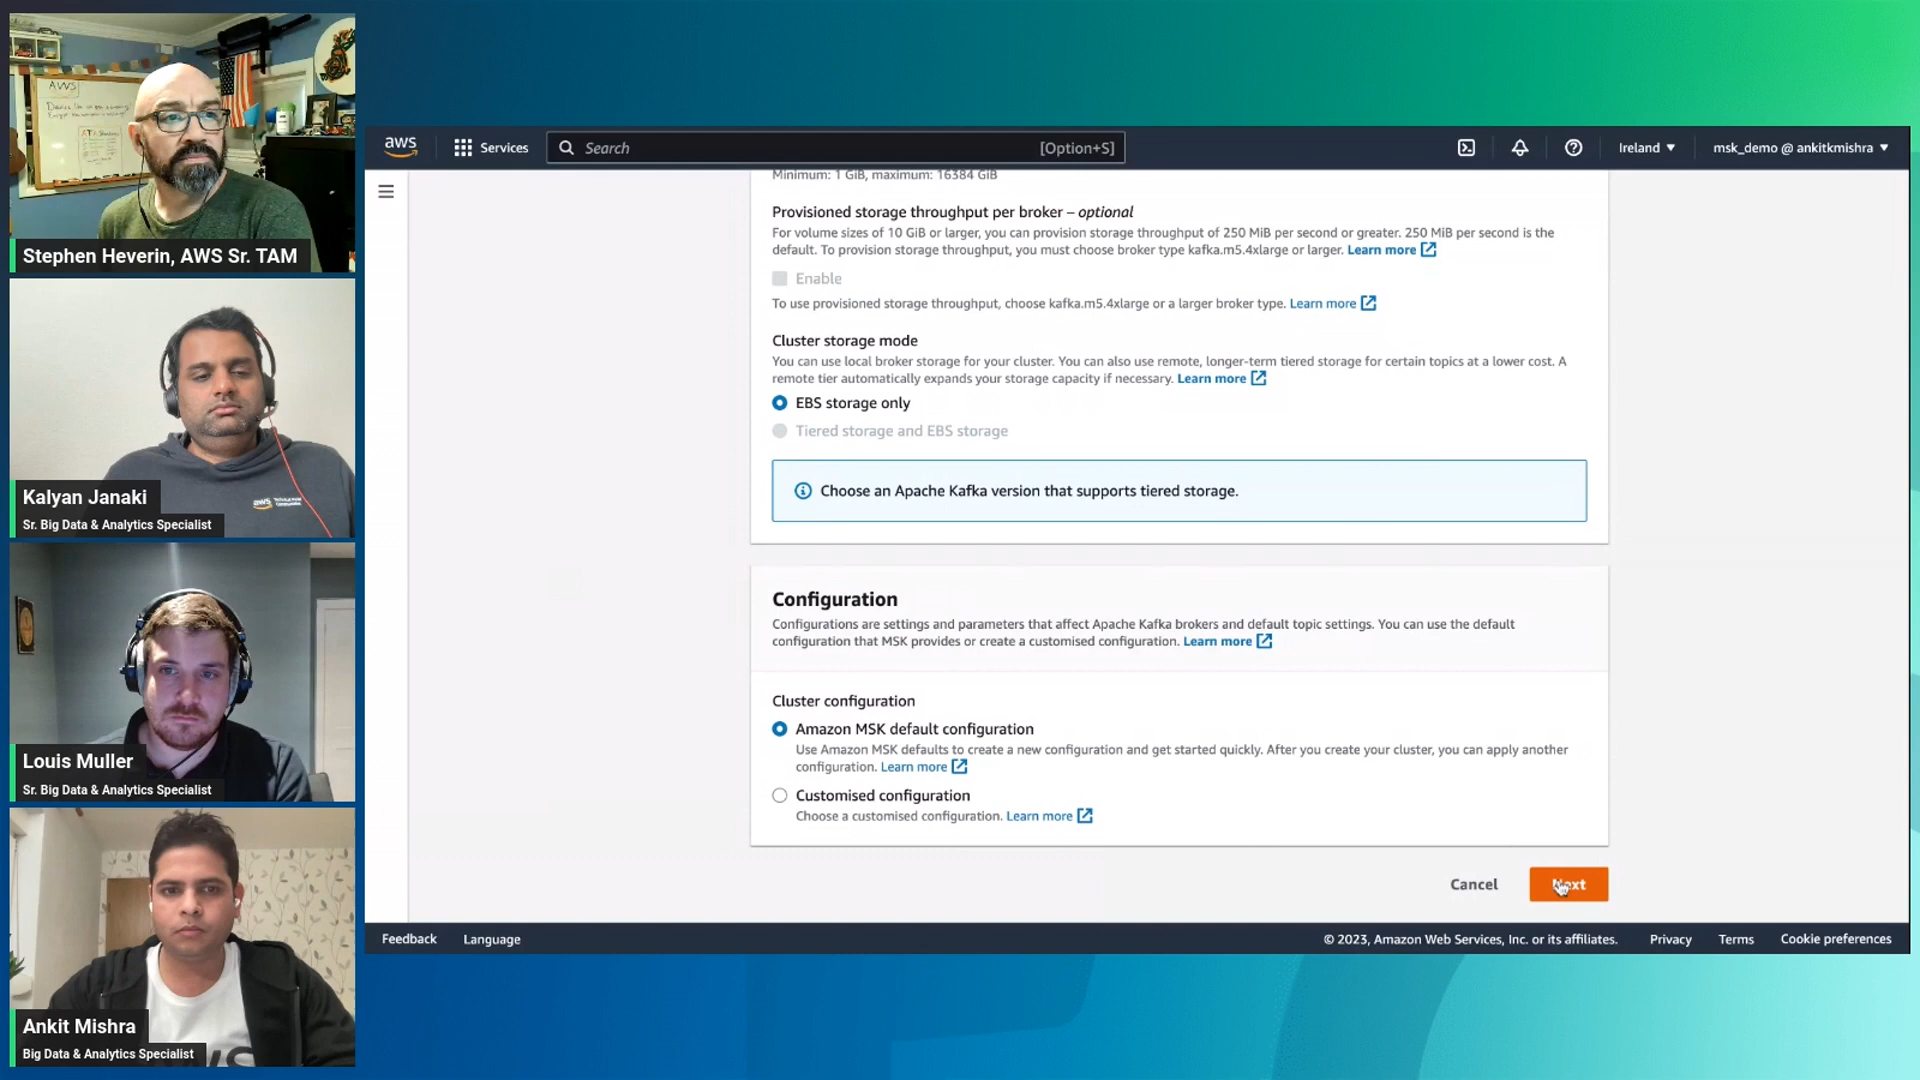 AWS
Stephen Heverin, AWS Sr. TAM
Kalyan Janaki
Sr. Big Data & Analytics Specialist
aws
Louis Muller
Sr. Big Data & Analytics Specialist
Ankit Mishra
Big Data & Analytics Specialist
aws
Services
Search
[Option+S]
Ireland
msk_demo @ ankitkmishra
Minimum: 1 GiB, maximum: 16384 GiB
Provisioned storage throughput per broker – optional
For volume sizes of 10 GiB or larger, you can provision storage throughput of 250 MiB per second or greater. 250 MiB per second is the
default. To provision storage throughput, you must choose broker type kafka.m5.4xlarge or larger. Learn more
Enable
To use provisioned storage throughput, choose kafka.m5.4xlarge or a larger broker type. Learn more
Cluster storage mode
You can use local broker storage for your cluster. You can also use remote, longer-term tiered storage for certain topics at a lower cost. A
remote tier automatically expands your storage capacity if necessary. Learn more
EBS storage only
Tiered storage and EBS storage
Choose an Apache Kafka version that supports tiered storage.
Configuration
Configurations are settings and parameters that affect Apache Kafka brokers and default topic settings. You can use the default
configuration that MSK provides or create a customised configuration. Learn more
Cluster configuration
Amazon MSK default configuration
Use Amazon MSK defaults to create a new configuration and get started quickly. After you create your cluster, you can apply another
configuration. Learn more
Customised configuration
Choose a customised configuration. Learn more
Cancel
Next
Feedback
Language
© 2023, Amazon Web Services, Inc. or its affiliates.
Privacy
Terms
Cookie preferences